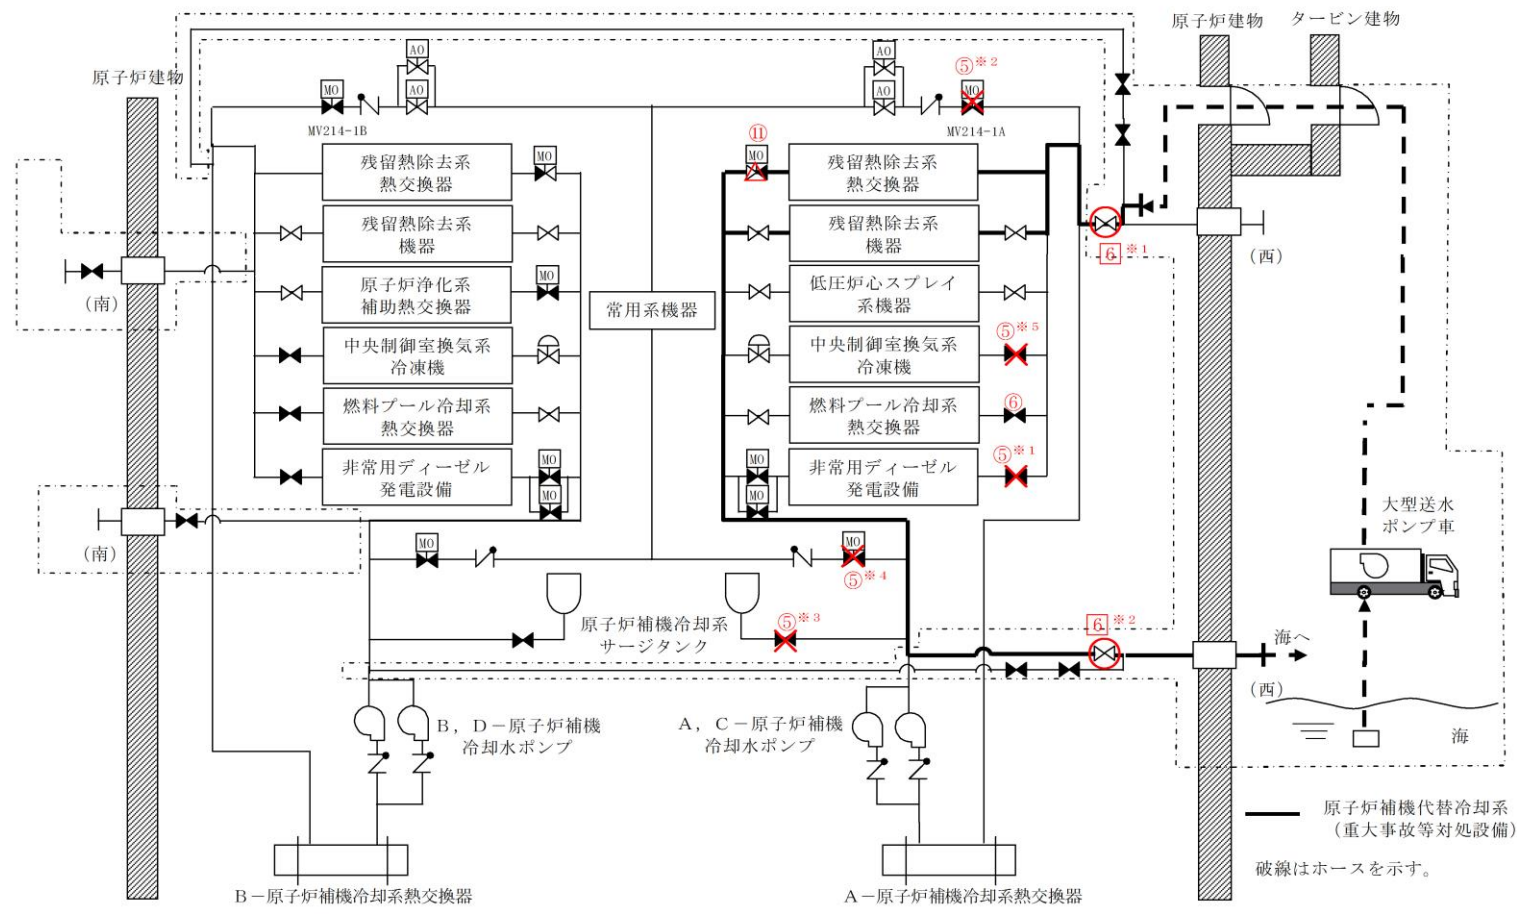 原子炉建物
タービン建物
原子炉建物
AO
AO
⑤※2
MO
AO
AO
MO
MV214-1B
MV214-1A
⑪
残留熱除去系
熱交換器
MO
MO
残留熱除去系
熱交換器
残留熱除去系
機器
残留熱除去系
機器
6※1
(西)
原子炉浄化系
補助熱交換器
MO
常用系機器
低圧炉心スプレイ
系機器
(南)
中央制御室換気系
冷凍機
中央制御室換気系
冷凍機
⑤※5
燃料プール冷却系
熱交換器
燃料プール冷却系
熱交換器
⑥
非常用ディーゼル
発電設備
MO
MO
MO
MO
非常用ディーゼル
発電設備
⑤※1
大型送水
ポンプ車
(南)
MO
MO
⑤※4
原子炉補機冷却系
サージタンク
⑤※3
6※2
海へ
(西)
B,D－原子炉補機
冷却水ポンプ
A,C－原子炉補機
冷却水ポンプ
海
原子炉補機代替冷却系
(重大事故等対処設備)
破線はホースを示す。
B－原子炉補機冷却系熱交換器
A－原子炉補機冷却系熱交換器